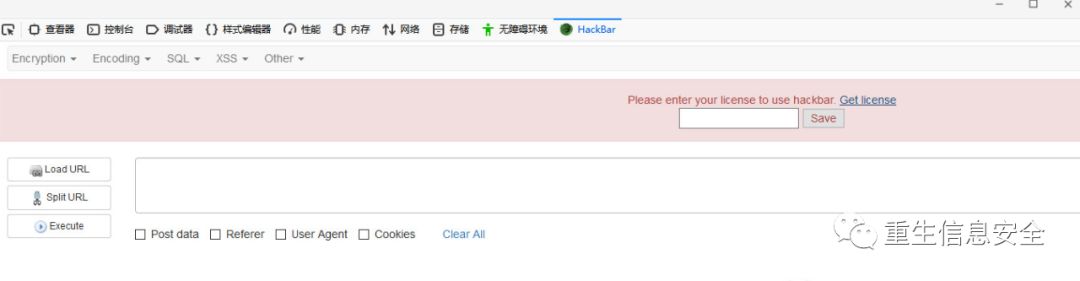 查看器 控制台 调试器 样式编辑器 性能 内存 网络 存储 无障碍环境 HackBar
Encryption Encoding SQL XSS Other
Please enter your license to use hackbar. Get license
Save
Load URL
Split URL
Execute
Post data Referer User Agent Cookies Clear All
重生信息安全